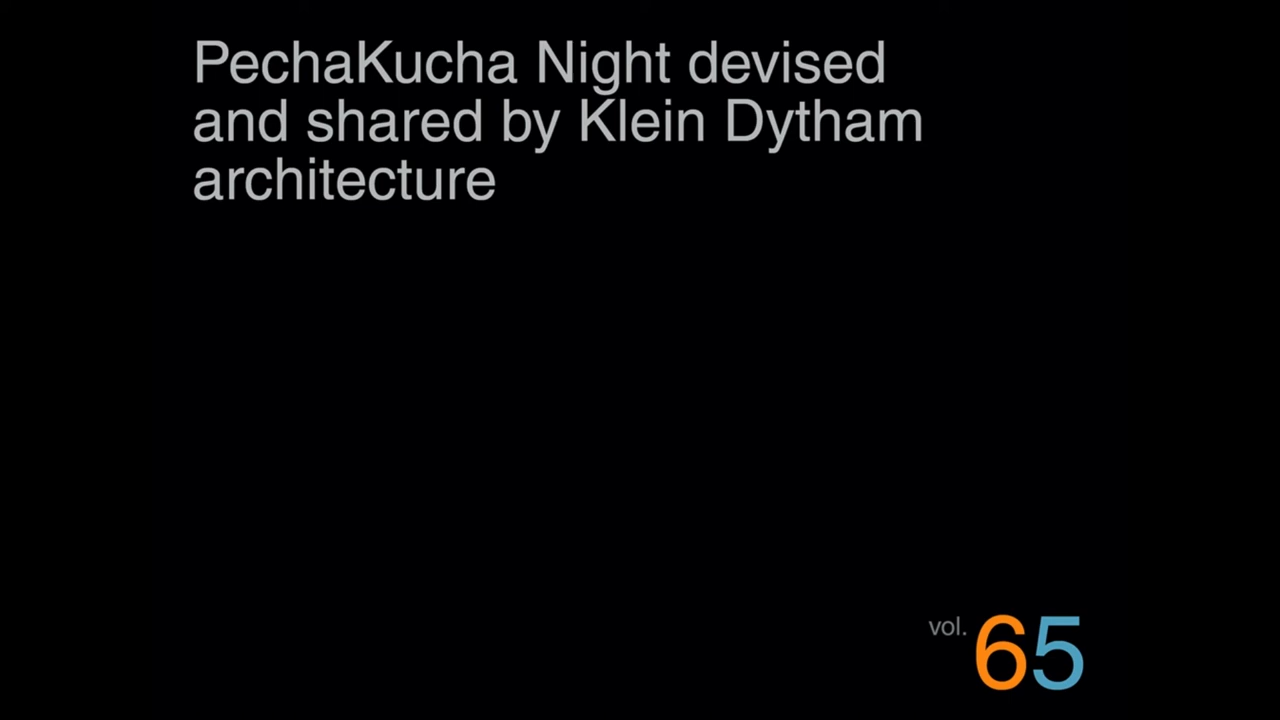 PechaKucha Night devised
and shared by Klein Dytham
architecture
vol. 65